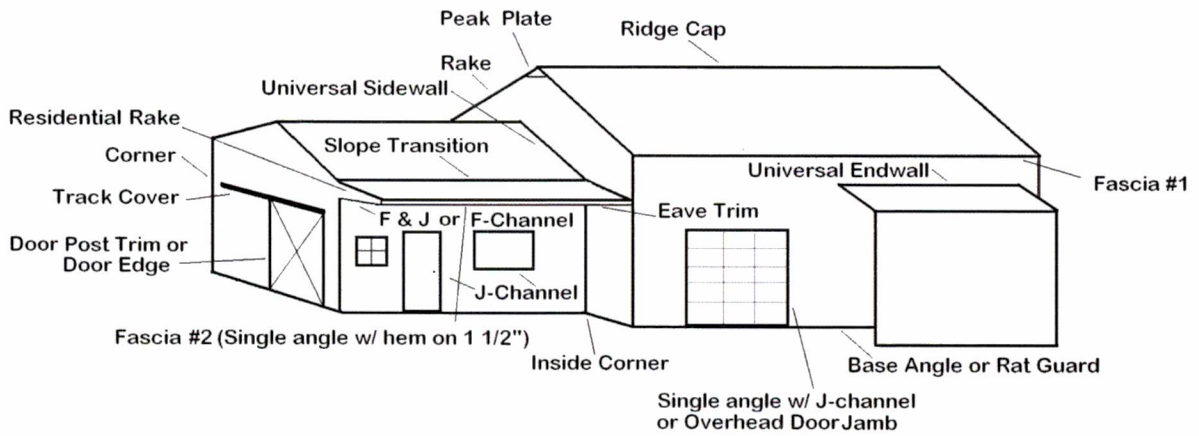 Peak Plate
Ridge Cap
Rake
Universal Sidewall
Residential Rake
Slope Transition
Corner
Universal Endwall
Fascia #1
Track Cover
Eave Trim
F & J or F-Channel
Door Post Trim or
Door Edge
J-Channel
Fascia #2 (Single angle w/ hem on 1 1/2")
Inside Corner
Base Angle or Rat Guard
Single angle w/ J-channel
or Overhead Door Jamb